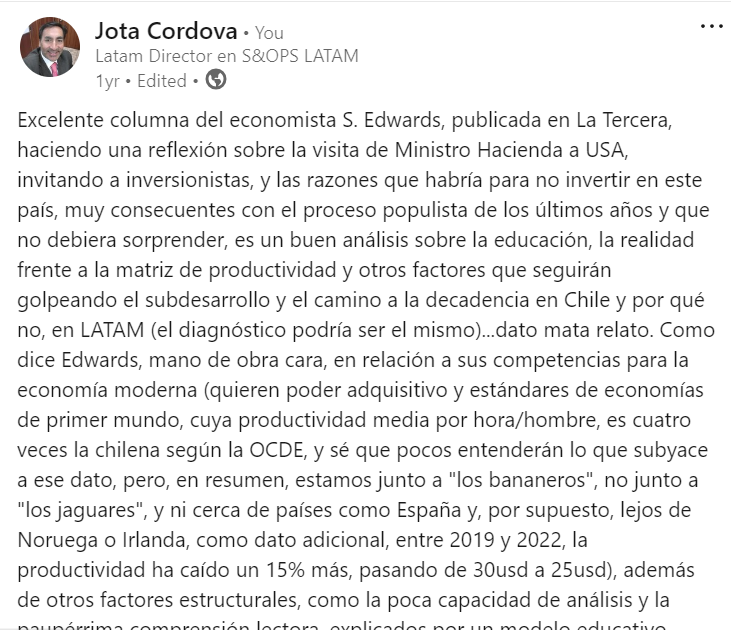 Jota Cordova • You
Latam Director en S&OPS LATAM
1yr • Edited •
Excelente columna del economista S. Edwards, publicada en La Tercera,
haciendo una reflexión sobre la visita de Ministro Hacienda a USA,
invitando a inversionistas, y las razones que habría para no invertir en este
país, muy consecuentes con el proceso populista de los últimos años y que
no debiera sorprender, es un buen análisis sobre la educación, la realidad
frente a la matriz de productividad y otros factores que seguirán
golpeando el subdesarrollo y el camino a la decadencia en Chile y por qué
no, en LATAM (el diagnóstico podría ser el mismo)...dato mata relato. Como
dice Edwards, mano de obra cara, en relación a sus competencias para la
economía moderna (quieren poder adquisitivo y estándares de economías
de primer mundo, cuya productividad media por hora/hombre, es cuatro
veces la chilena según la OCDE, y sé que pocos entenderán lo que subyace
a ese dato, pero, en resumen, estamos junto a "los bananeros", no junto a
"los jaguares", y ni cerca de países como España y, por supuesto, lejos de
Noruega o Irlanda, como dato adicional, entre 2019 y 2022, la
productividad ha caído un 15% más, pasando de 30usd a 25usd), además
de otros factores estructurales, como la poca capacidad de análisis y la
paupérrima comprensión lectora, explicados por un modelo educativo